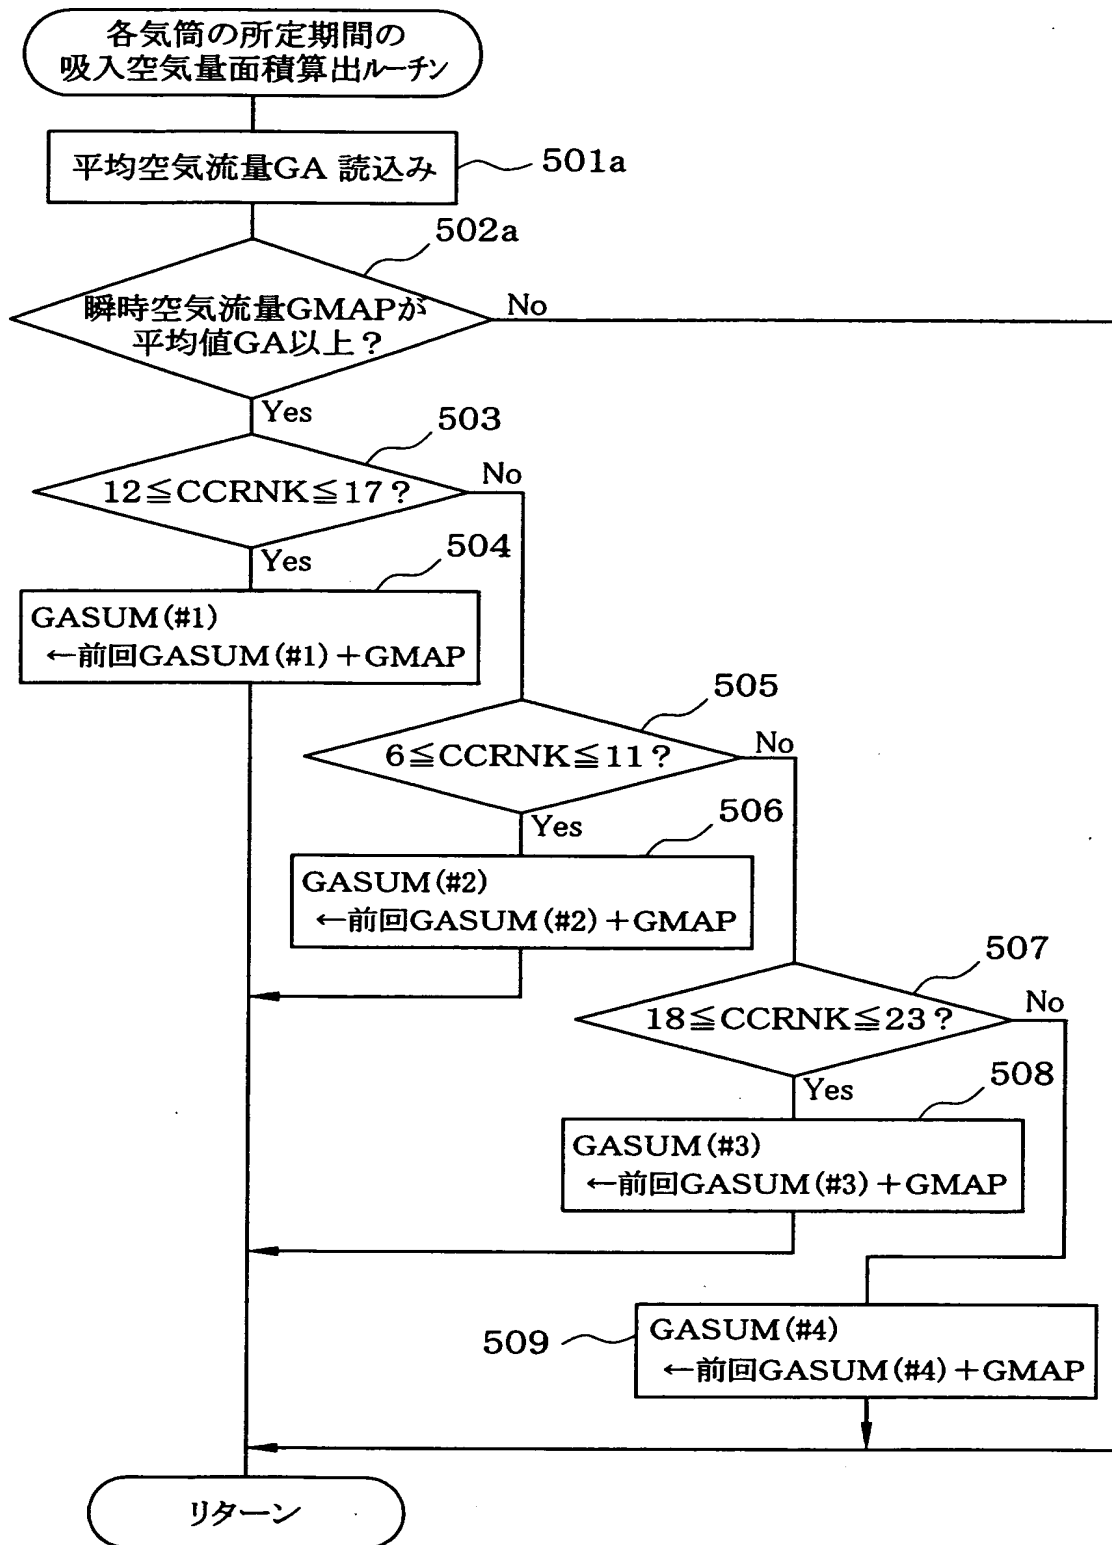 各気筒の所定期間の
吸入空気量面積算出ルーチン
平均空気流量GA 読込み
501a
502a
瞬時空気流量GMAPが
平均値GA以上？
No
Yes
503
12≦CCRNK≦17？
No
Yes
504
GASUM(#1)
←前回GASUM(#1)＋GMAP
505
6≦CCRNK≦11？
No
Yes
506
GASUM(#2)
←前回GASUM(#2)＋GMAP
507
18≦CCRNK≦23？
No
Yes
508
GASUM(#3)
←前回GASUM(#3)＋GMAP
509
GASUM(#4)
←前回GASUM(#4)＋GMAP
リターン